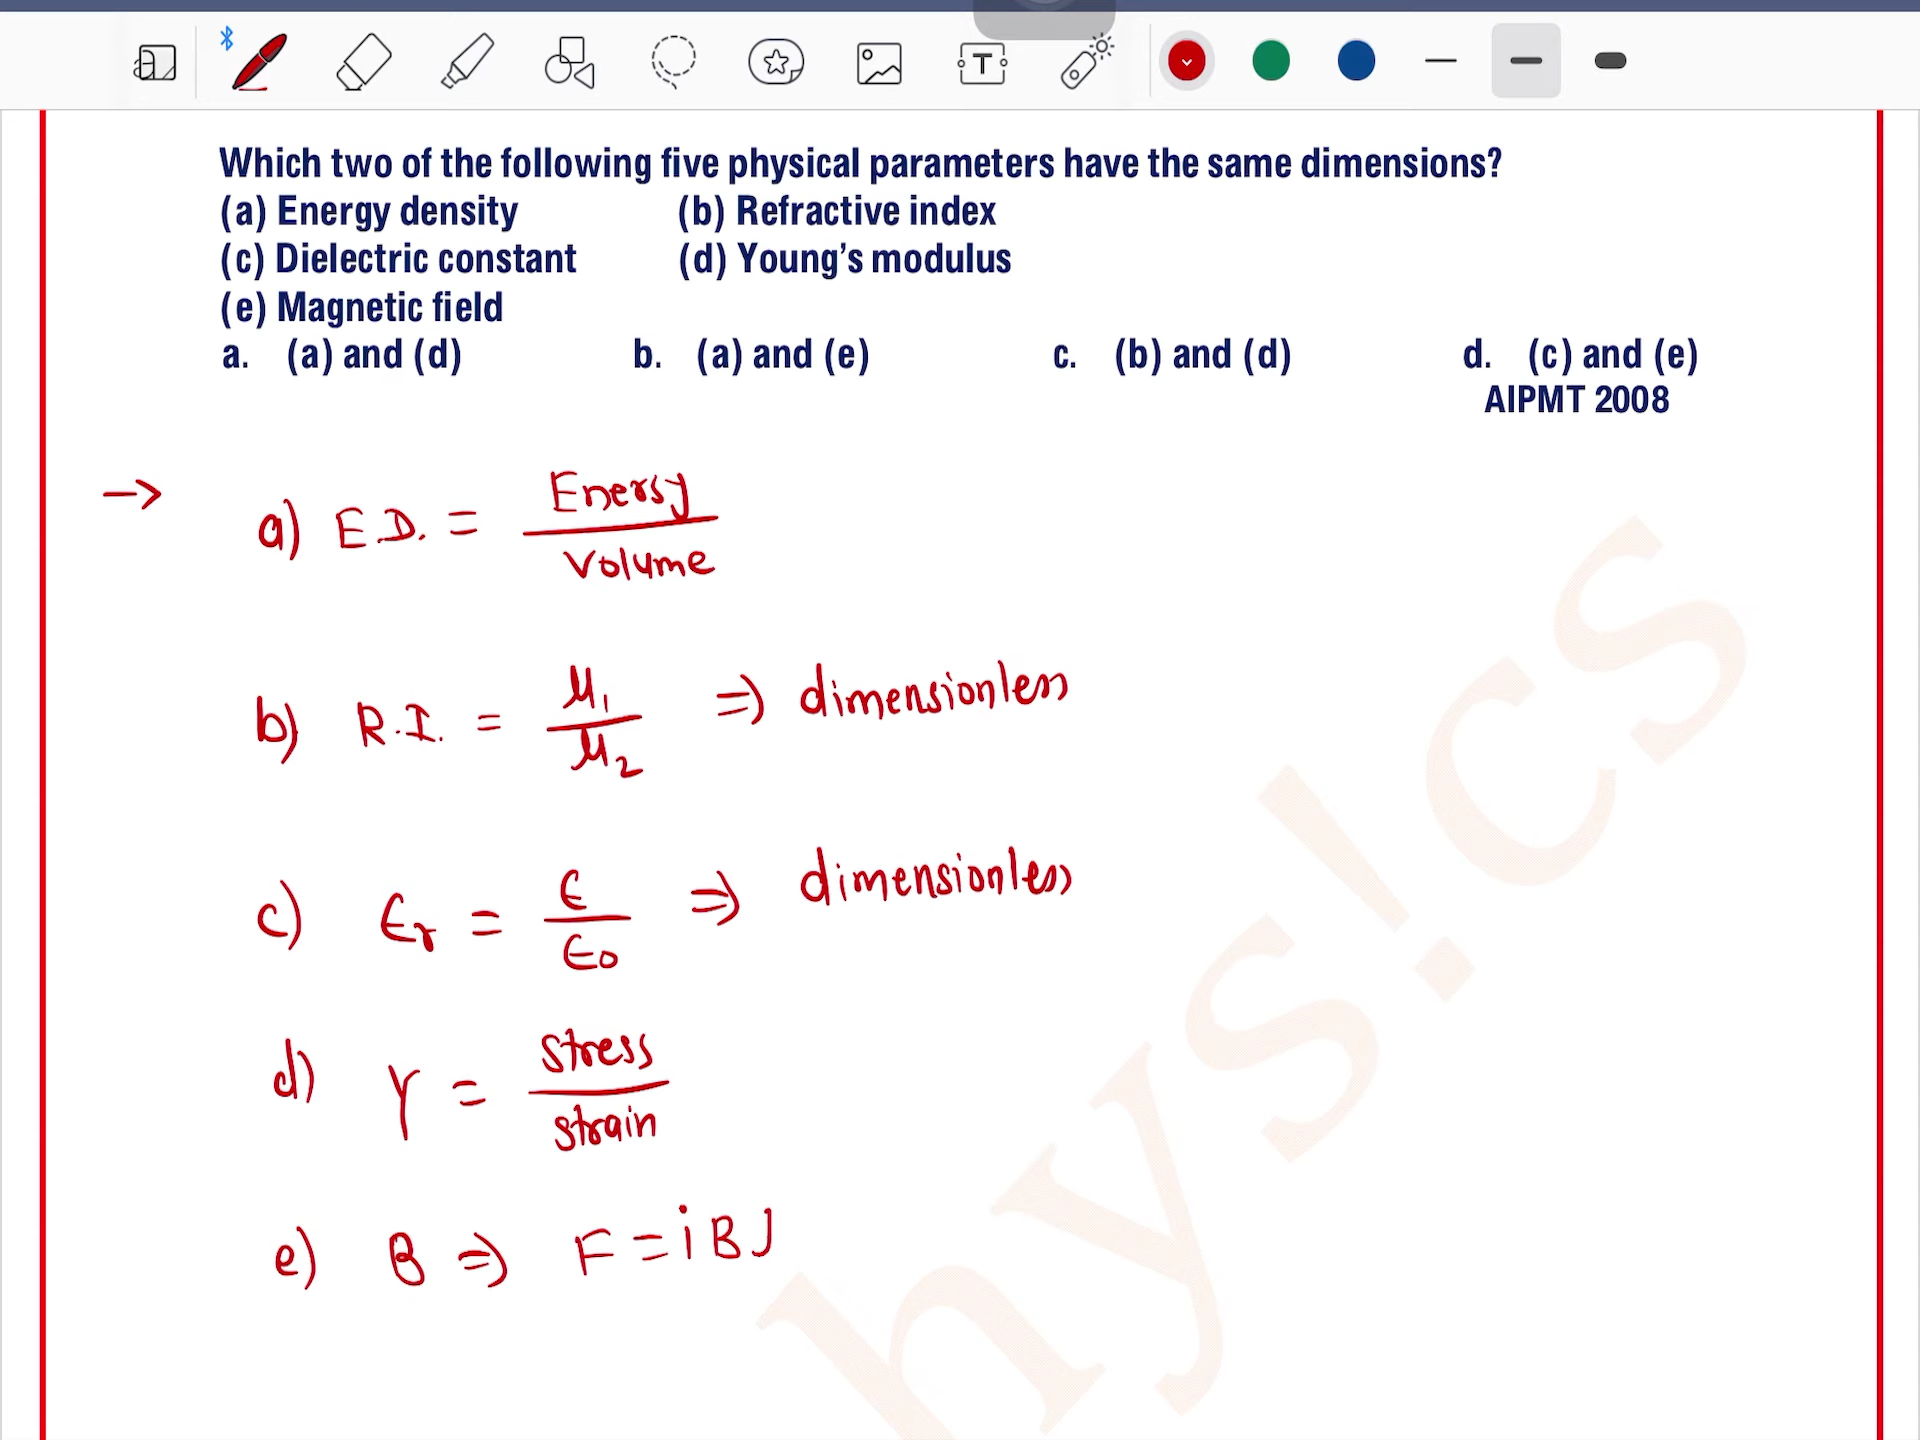 Which two of the following five physical parameters have the same dimensions?
(a) Energy density (b) Refractive index
(c) Dielectric constant (d) Young's modulus
(e) Magnetic field
a. (a) and (d) b. (a) and (e) c. (b) and (d) d. (c) and (e)
AIPMT 2008
→ a) E.D. = Energy / Volume
b) R.I. = μ₁ / μ₂ ⇒ dimensionless
c) ϵr = ϵ / ϵ0 ⇒ dimensionless
d) Y = stress / strain
e) B ⇒ F = i B l
hys!cs